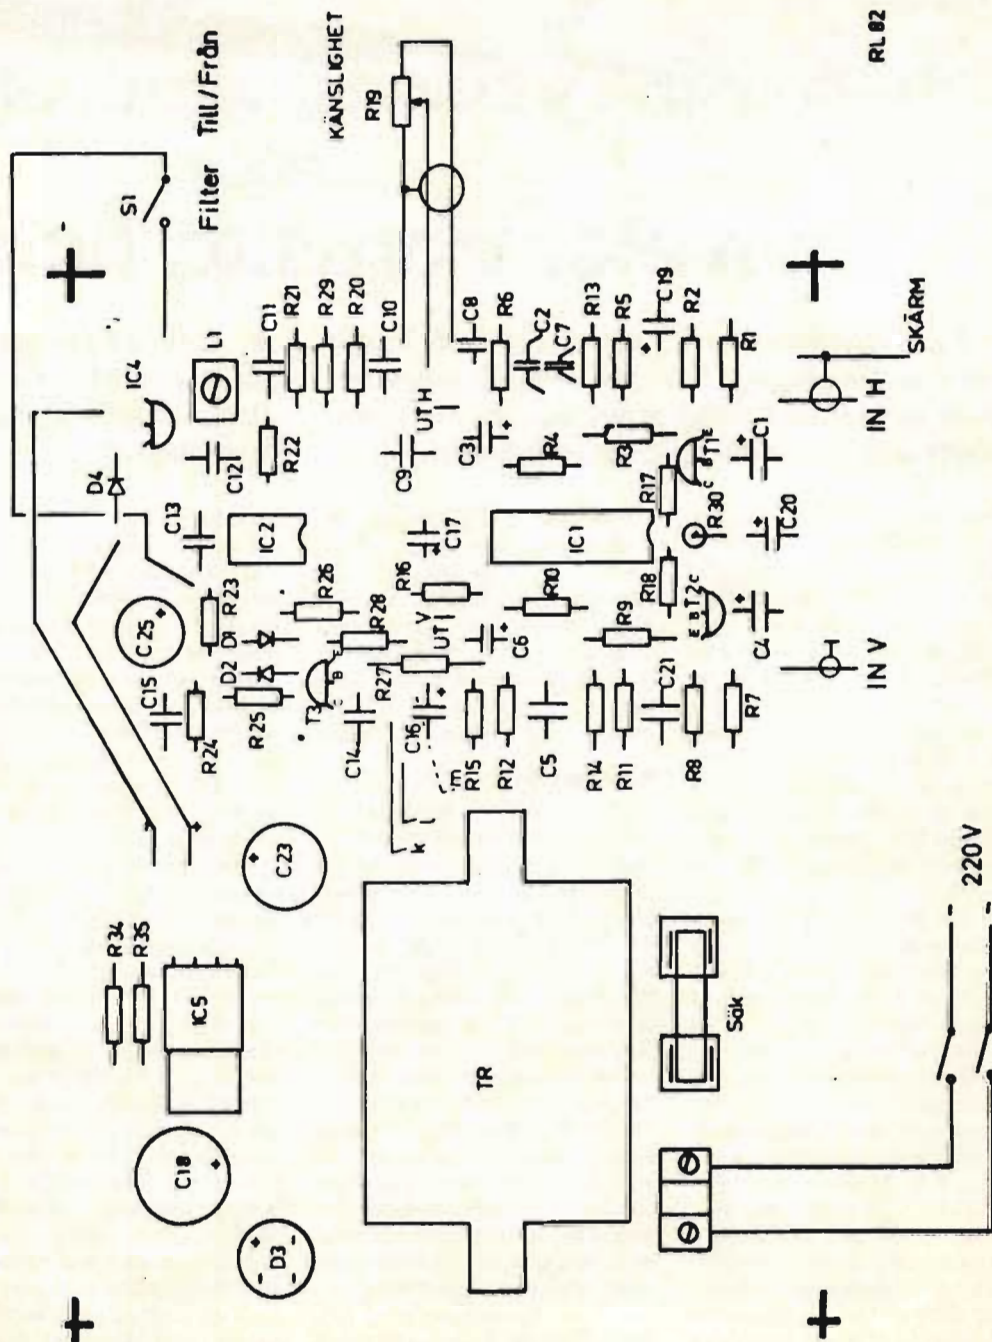 RL 82
KÄNSLIGHET
R19
Filter Till/Från
S1
IC4
L1
C11
R21
R29
R20
C10
C8
R6
C2
C7
R13
R5
C19
R2
R1
SKÄRM
IN H
D4
C12
R22
C9
UT H
C3
R4
R3
T1
E
B
C
C1
C13
IC2
C17
IC1
R17
R30
C20
C25
R23
D1
R26
R28
R16
V
UT
R10
R18
R9
T2
E
B
C
C4
IN V
C15
R24
D2
R25
T3
E
B
C
R27
C14
C16
C6
R15
R12
C5
R14
R11
C21
R8
R7
k
l
m
C23
R34
R35
IC5
TR
Säk
220V
C18
D3